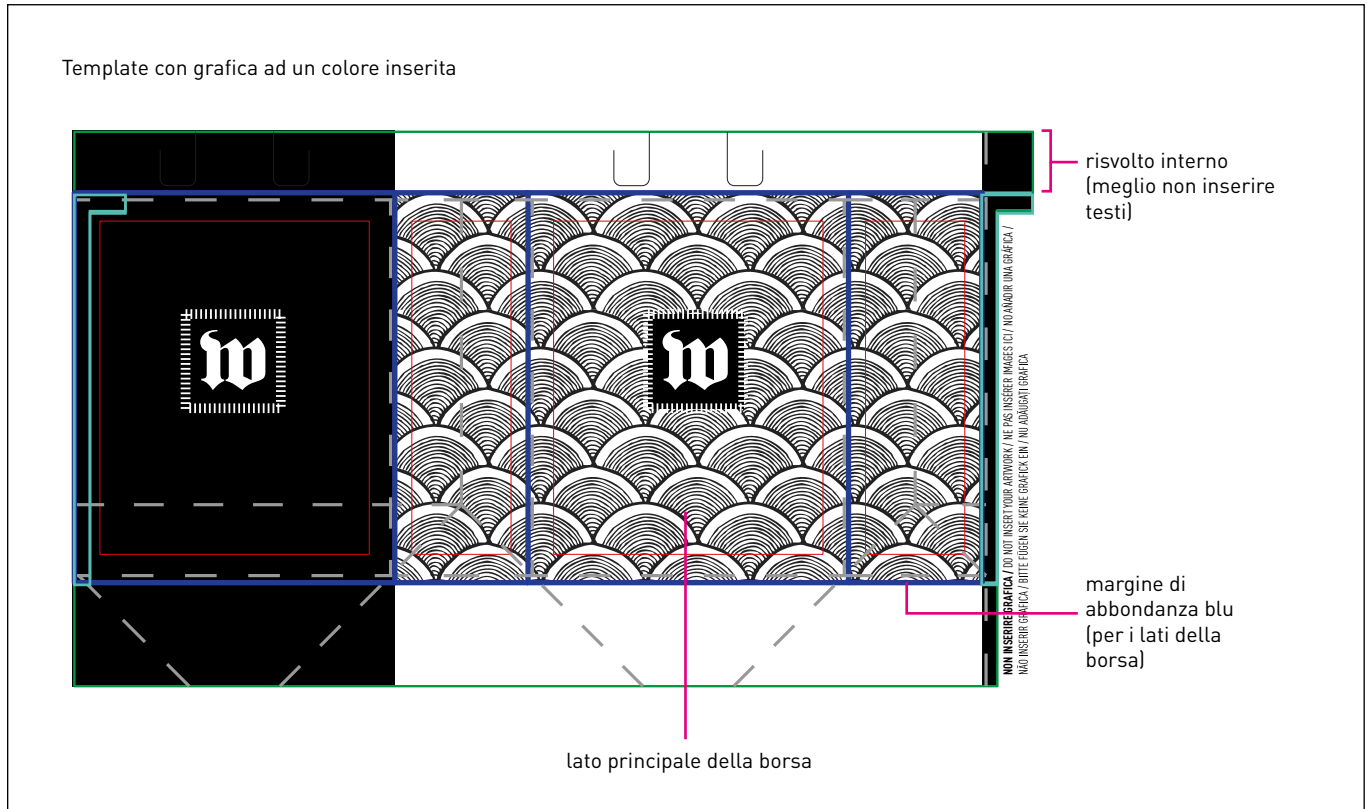 Template con grafica ad un colore inserita
risvolto interno
(meglio non inserire
testi)
NON INSERIRE GRAFICA / DO NOT INSERT YOUR ARTWORK / NE PAS INSÉRER IMAGES ICI / NO AÑADIR UNA GRÁFICA /
NÃO INSERIR GRÁFICA / BITTE FÜGEN SIE KEINE GRAFICK EIN / NU ADĂUGAȚI GRAFICA
margine di
abbondanza blu
(per i lati della
borsa)
lato principale della borsa